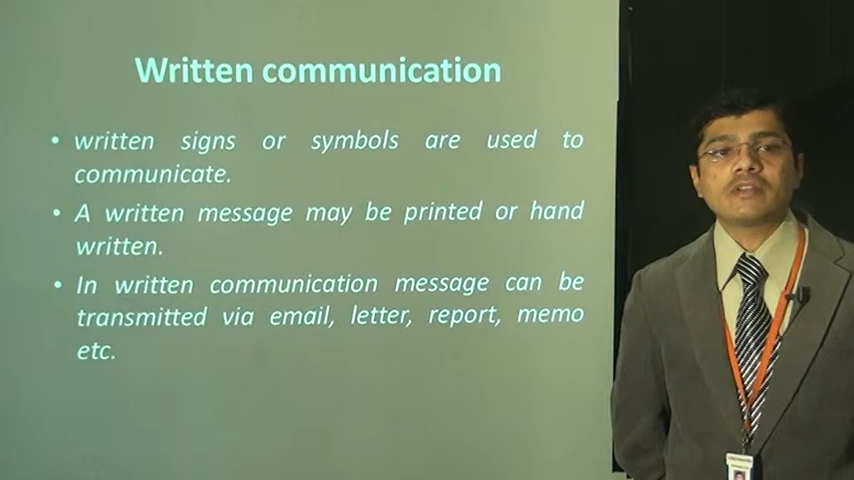 Written communication
• written signs or symbols are used to
communicate.
• A written message may be printed or hand
written.
• In written communication message can be
transmitted via email, letter, report, memo
etc.